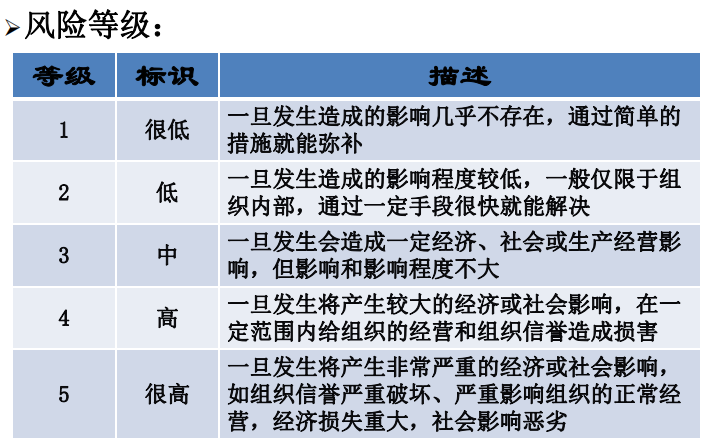 ➢风险等级：
等级 标识 描述
1 很低 一旦发生造成的影响几乎不存在，通过简单的
措施就能弥补
2 低 一旦发生造成的影响程度较低，一般仅限于组
织内部，通过一定手段很快就能解决
3 中 一旦发生会造成一定经济、社会或生产经营影
响，但影响和影响程度不大
4 高 一旦发生将产生较大的经济或社会影响，在一
定范围内给组织的经营和组织信誉造成损害
5 很高 一旦发生将产生非常严重的经济或社会影响，
如组织信誉严重破坏、严重影响组织的正常经
营，经济损失重大，社会影响恶劣